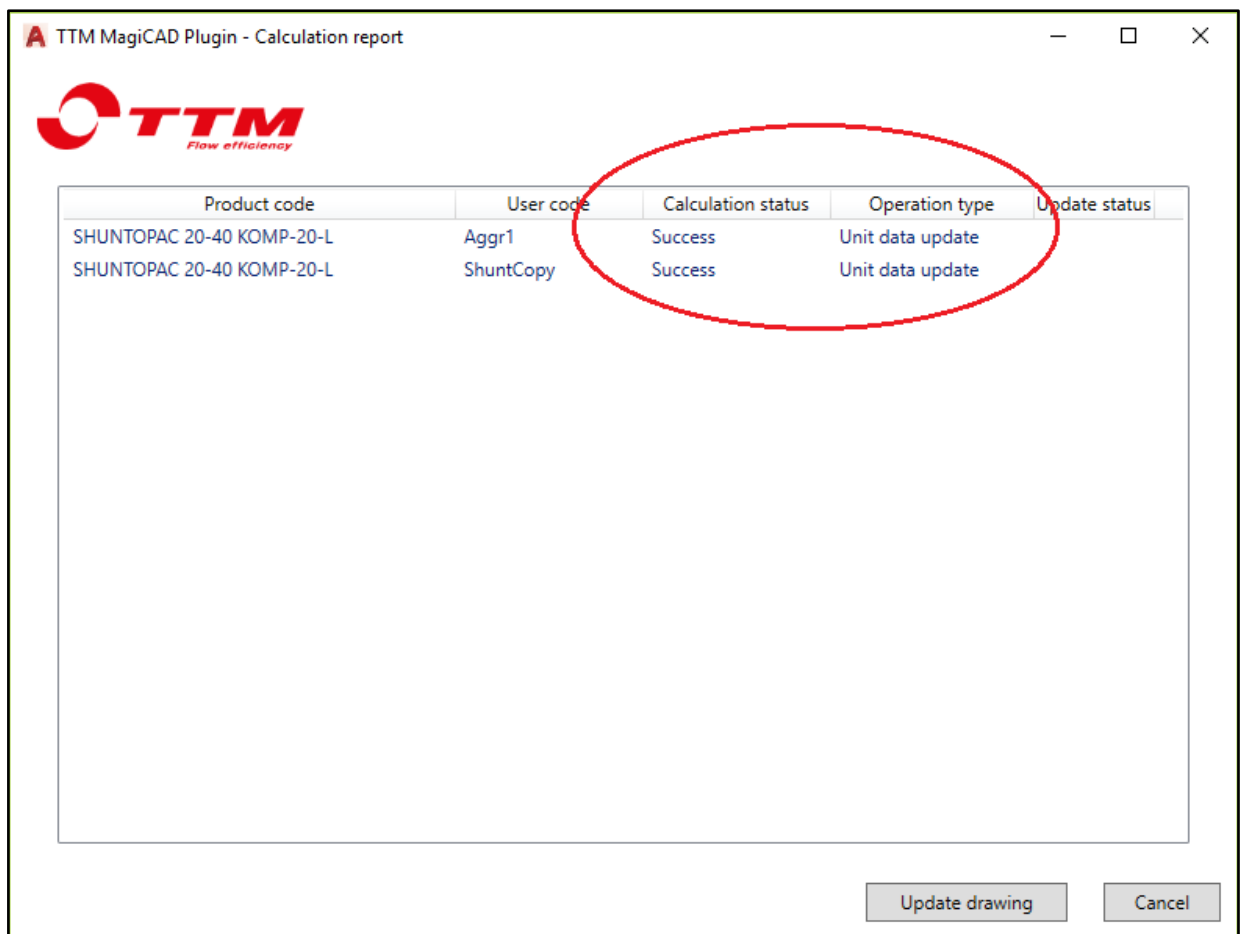 TTM MagiCAD Plugin - Calculation report
TTM
Flow efficiency
Product code User code Calculation status Operation type Update status
SHUNTOPAC 20-40 KOMP-20-L Aggr1 Success Unit data update
SHUNTOPAC 20-40 KOMP-20-L ShuntCopy Success Unit data update
Update drawing Cancel